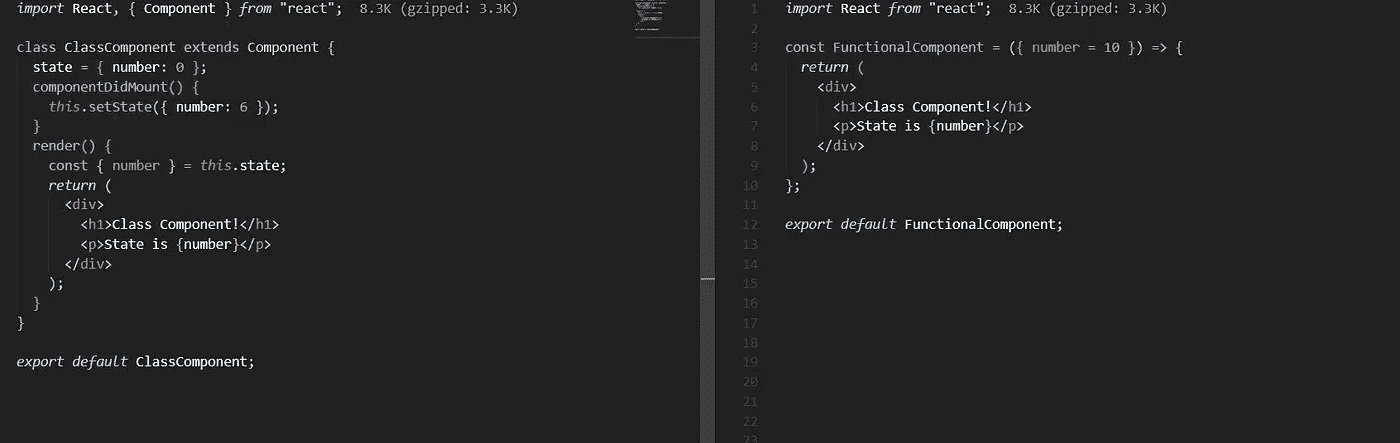 import React, { Component } from "react";  8.3K (gzipped: 3.3K)
class ClassComponent extends Component {
  state = { number: 0 };
  componentDidMount() {
    this.setState({ number: 6 });
  }
  render() {
    const { number } = this.state;
    return (
      <div>
        <h1>Class Component!</h1>
        <p>State is {number}</p>
      </div>
    );
  }
}
export default ClassComponent;
1 import React from "react";  8.3K (gzipped: 3.3K)
2
3 const FunctionalComponent = ({ number = 10 }) => {
4   return (
5     <div>
6       <h1>Class Component!</h1>
7       <p>State is {number}</p>
8     </div>
9   );
10 };
11
12 export default FunctionalComponent;
13
14
15
16
17
18
19
20
21
22
23